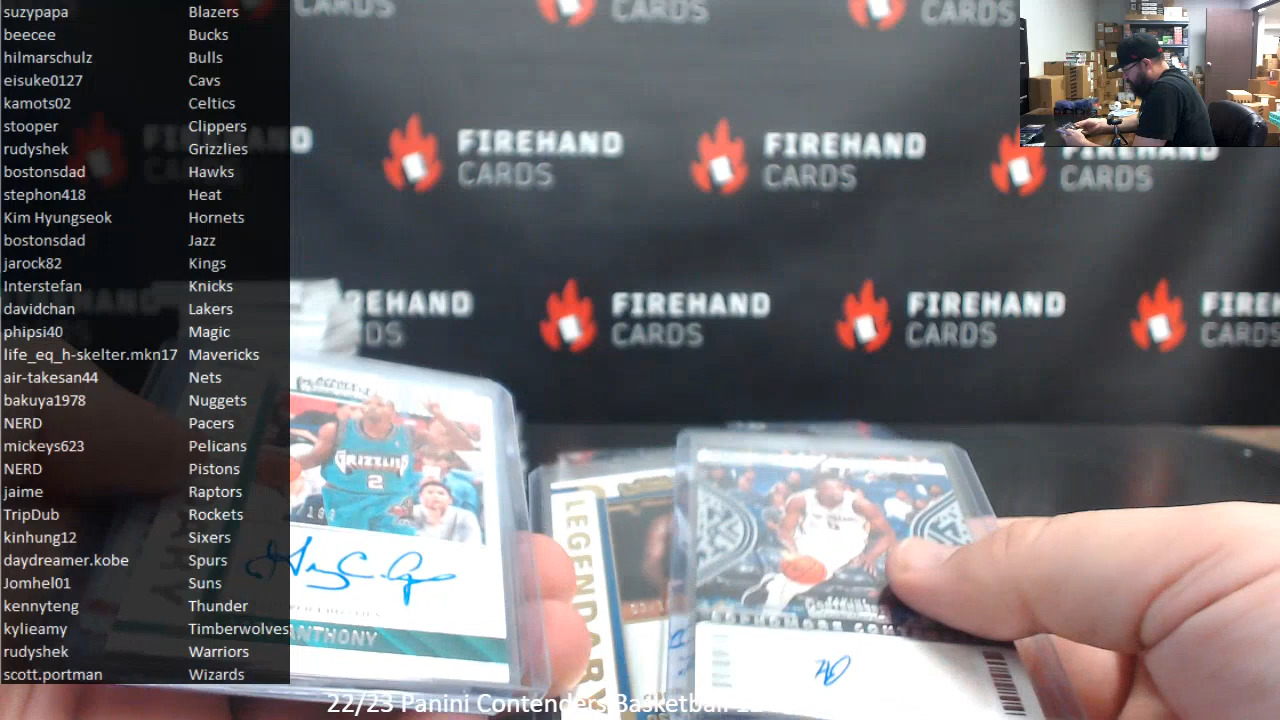 suzypapa Blazers
beecee Bucks
hilmarschulz Bulls
eisuke0127 Cavs
kamots02 Celtics
stooper Clippers
rudyshek Grizzlies
bostonsdad Hawks
stephon418 Heat
Kim Hyungseok Hornets
bostonsdad Jazz
jarock82 Kings
Interstefan Knicks
davidchan Lakers
phipsi40 Magic
life_eq_h-skelter.mkn17 Mavericks
air-takesan44 Nets
bakuya1978 Nuggets
NERD Pacers
mickeys623 Pelicans
NERD Pistons
jaime Raptors
TripDub Rockets
kinhung12 Sixers
daydreamer.kobe Spurs
Jomhel01 Suns
kennyteng Thunder
kylieamy Timberwolves
rudyshek Warriors
scott.portman Wizards
CARDS CARDS CARDS
FIREHAND FIREHAND
CARDS CARDS CARDS
FIREHAND FIREHAND
CARDS CARDS
GRIZZLIES
2
ANTHONY
LEGENDARY
22/23 Panini Contenders Basketball